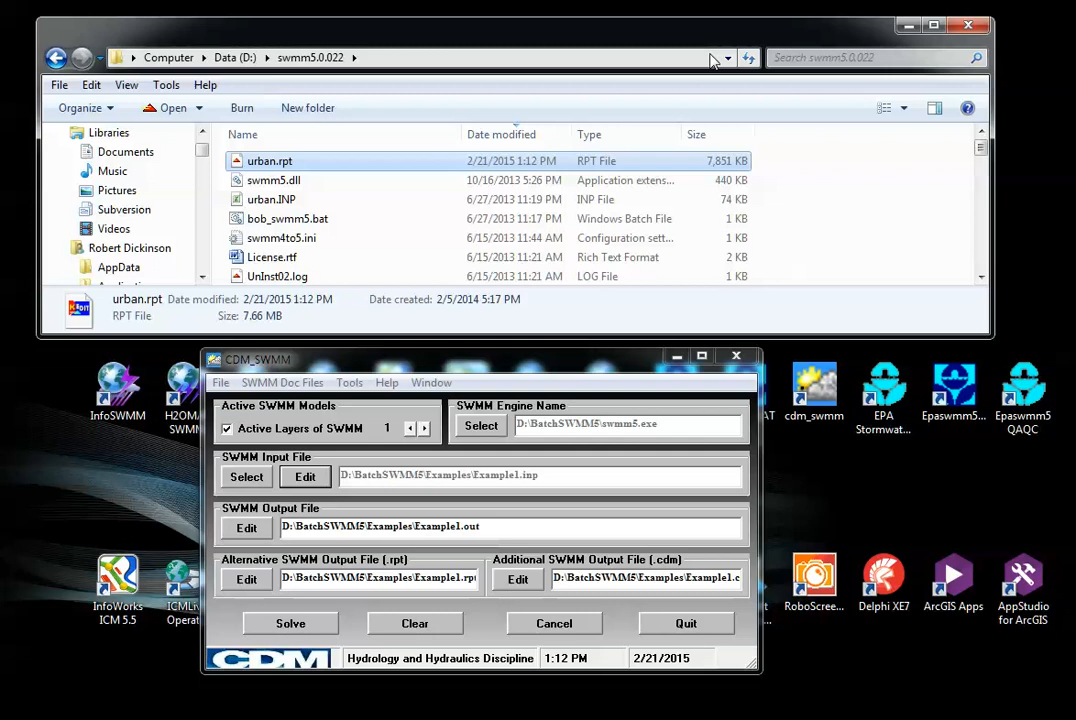 Computer
Data (D:)
swmm5.0.022
Search swmm5.0.022
File Edit View Tools Help
Organize Open Burn New folder
Name Date modified Type Size
Libraries
Documents
Music
Pictures
Subversion
Videos
Robert Dickinson
AppData
urban.rpt 2/21/2015 1:12 PM RPT File 7,851 KB
swmm5.dll 10/16/2013 5:26 PM Application extens... 440 KB
urban.INP 6/27/2013 11:19 PM INP File 74 KB
bob_swmm5.bat 6/27/2013 11:17 PM Windows Batch File 1 KB
swmm4to5.ini 6/15/2013 11:44 AM Configuration sett... 1 KB
License.rtf 6/15/2013 11:21 AM Rich Text Format 2 KB
UnInst02.log 6/15/2013 11:21 AM LOG File 1 KB
urban.rpt Date modified: 2/21/2015 1:12 PM Date created: 2/5/2014 5:17 PM
RPT File Size: 7.66 MB
CDM_SWMM
File SWMM Doc Files Tools Help Window
Active SWMM Models
Active Layers of SWMM 1
SWMM Engine Name
Select D:\BatchSWMM5\swmm5.exe
SWMM Input File
Select Edit D:\BatchSWMM5\Examples\Example1.inp
SWMM Output File
Edit D:\BatchSWMM5\Examples\Example1.out
Alternative SWMM Output File (.rpt)
Edit D:\BatchSWMM5\Examples\Example1.rpt
Additional SWMM Output File (.cdm)
Edit D:\BatchSWMM5\Examples\Example1.c
Solve Clear Cancel Quit
CDM Hydrology and Hydraulics Discipline 1:12 PM 2/21/2015
InfoSWMM
H2OMA
SWM
cdm_swmm
EPA
Stormwat...
Epaswmm5...
Epaswmm5
QAQC
InfoWorks
ICM 5.5
ICMLiv
Operat
RoboScree...
Delphi XE7
ArcGIS Apps
AppStudio
for ArcGIS